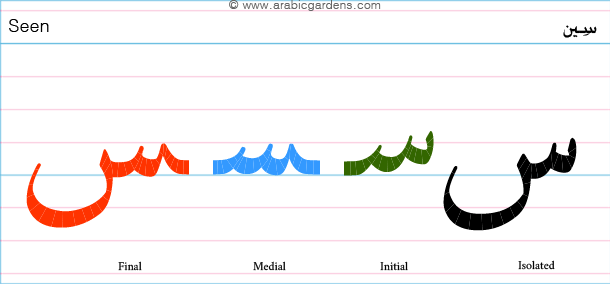 © www.arabicgardens.com
Seen سين
س ـسـ سـ ـس
Final Medial Initial Isolated